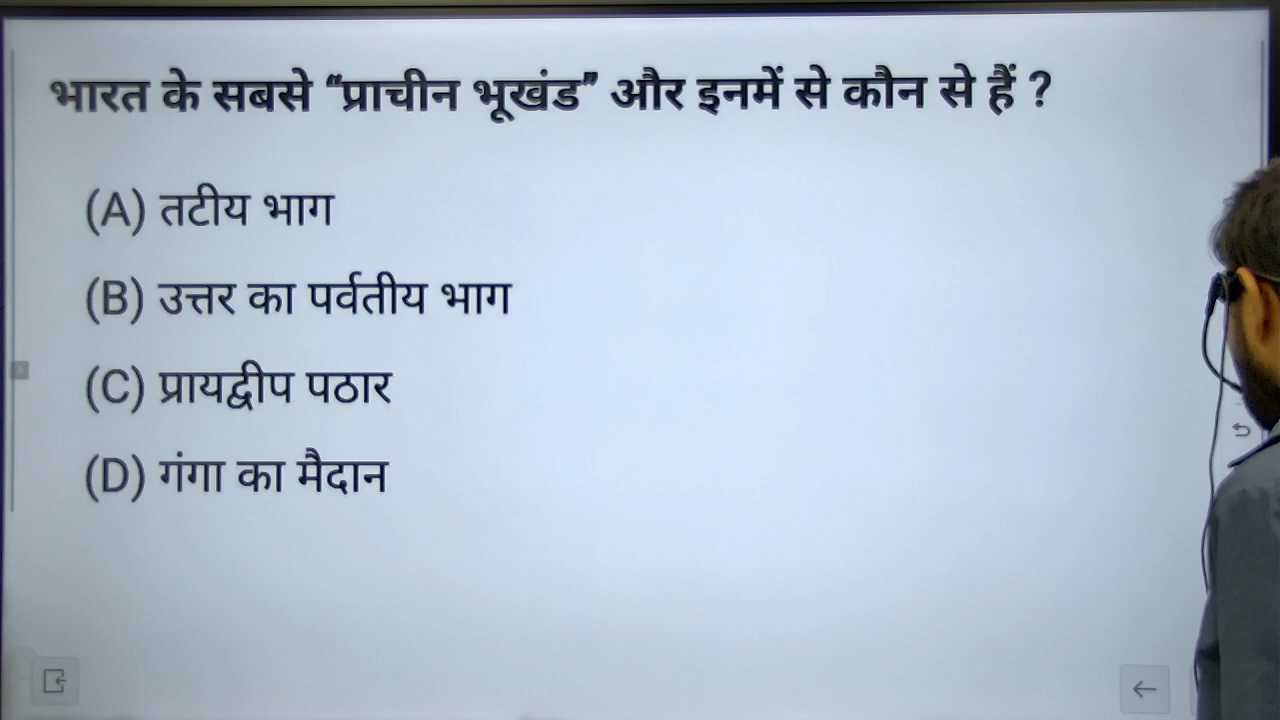 भारत के सबसे “प्राचीन भूखंड” और इनमें से कौन से हैं ?
(A) तटीय भाग
(B) उत्तर का पर्वतीय भाग
(C) प्रायद्वीप पठार
(D) गंगा का मैदान